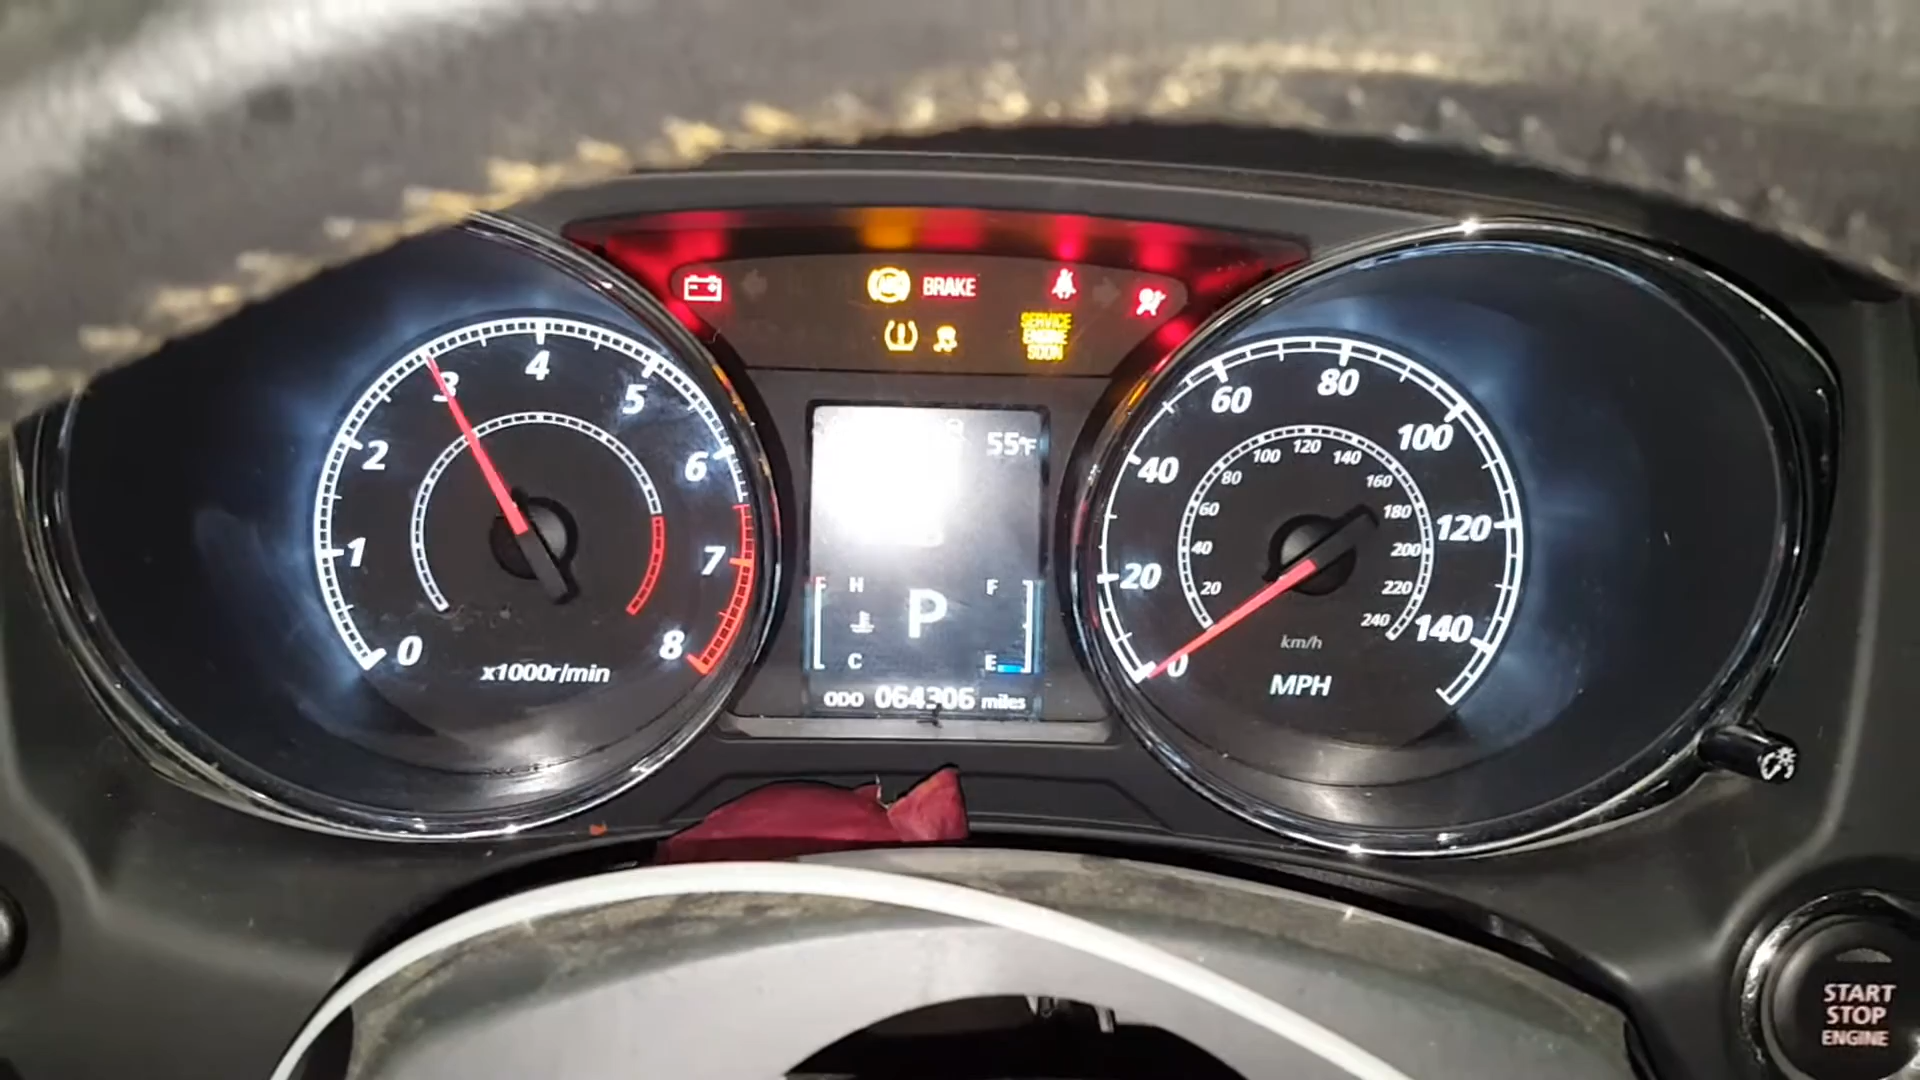 ABS BRAKE
SERVICE
ENGINE
SOON
0 1 2 3 4 5 6 7 8
x1000r/min
55°F
H F
P
C E
ODO 064306 miles
0 20 40 60 80 100 120 140
20 40 60 80 100 120 140 160 180 200 220 240
km/h
MPH
START
STOP
ENGINE